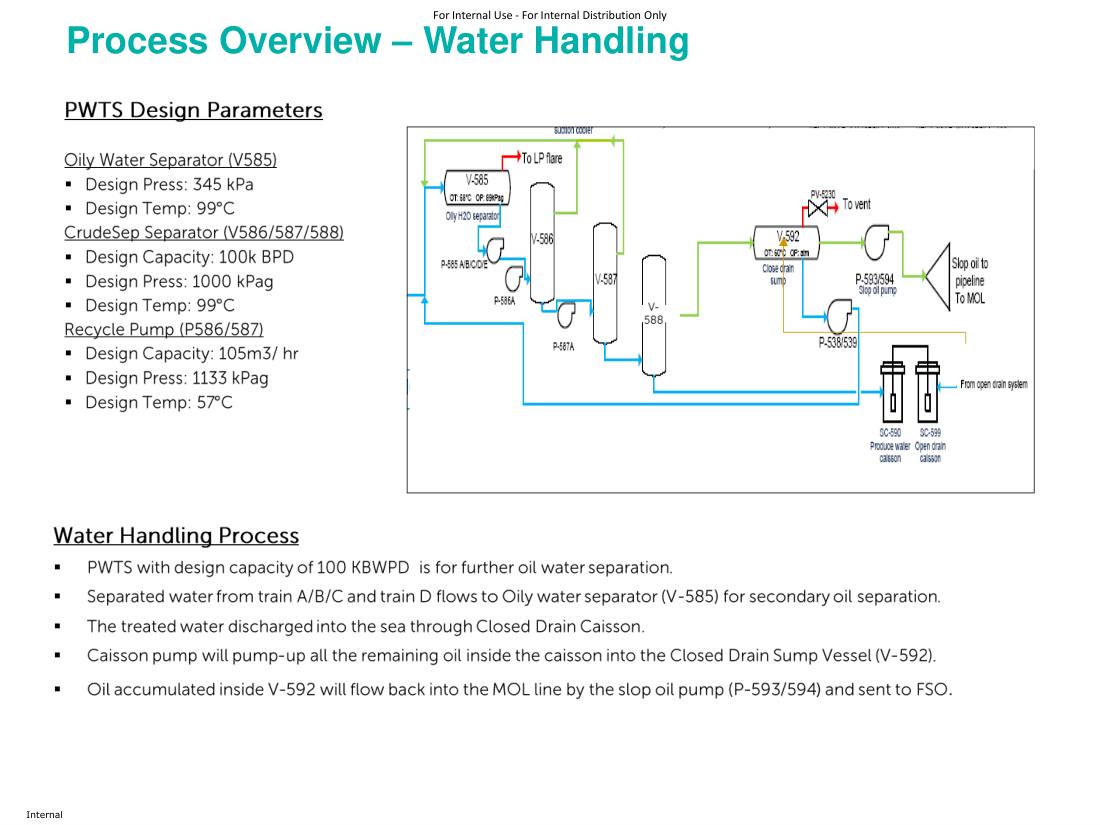 For Internal Use - For Internal Distribution Only
Process Overview – Water Handling
PWTS Design Parameters
Oily Water Separator (V585)
▪ Design Press: 345 kPa
▪ Design Temp: 99°C
CrudeSep Separator (V586/587/588)
▪ Design Capacity: 100k BPD
▪ Design Press: 1000 kPag
▪ Design Temp: 99°C
Recycle Pump (P586/587)
▪ Design Capacity: 105m3/ hr
▪ Design Press: 1133 kPag
▪ Design Temp: 57°C
suction cooler
To LP flare
V-585
Oily H2O separator
P-585 A/B/C/D/E
V-586
P-586A
V-587
P-587A
V-
588
PV-5230
To vent
V-592
OT: 60°C OP: atm
Close drain
sump
P-593/594
Slop oil pump
Slop oil to
pipeline
To MOL
P-538/539
From open drain system
SC-590
Produce water
caisson
SC-599
Open drain
caisson
Water Handling Process
▪ PWTS with design capacity of 100 KBWPD is for further oil water separation.
▪ Separated water from train A/B/C and train D flows to Oily water separator (V-585) for secondary oil separation.
▪ The treated water discharged into the sea through Closed Drain Caisson.
▪ Caisson pump will pump-up all the remaining oil inside the caisson into the Closed Drain Sump Vessel (V-592).
▪ Oil accumulated inside V-592 will flow back into the MOL line by the slop oil pump (P-593/594) and sent to FSO.
Internal